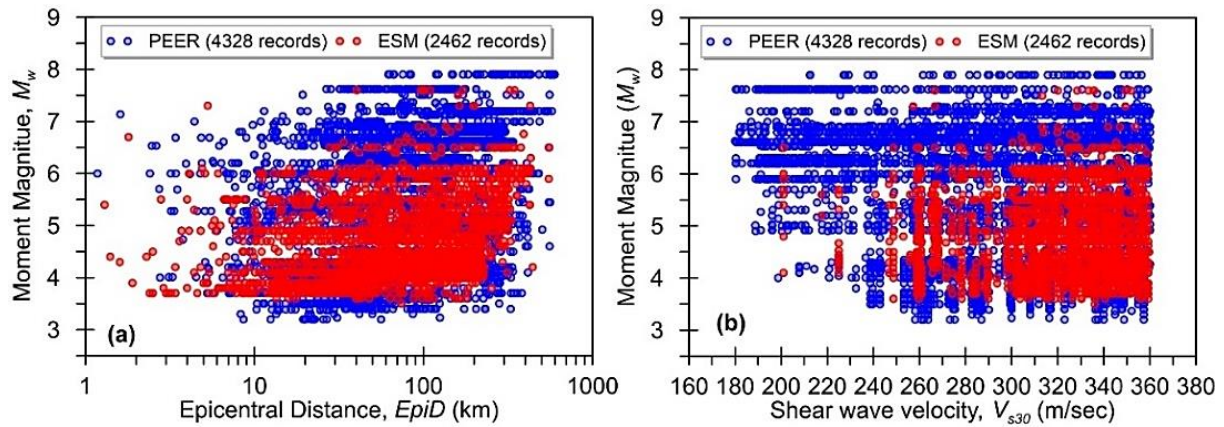 PEER (4328 records) ESM (2462 records)
9
8
7
6
5
4
3
Moment Magnitue, Mw
(a)
1 10 100 1000
Epicentral Distance, EpiD (km)
PEER (4328 records) ESM (2462 records)
9
8
7
6
5
4
3
Moment Magnitue (Mw)
(b)
160 180 200 220 240 260 280 300 320 340 360 380
Shear wave velocity, Vs30 (m/sec)